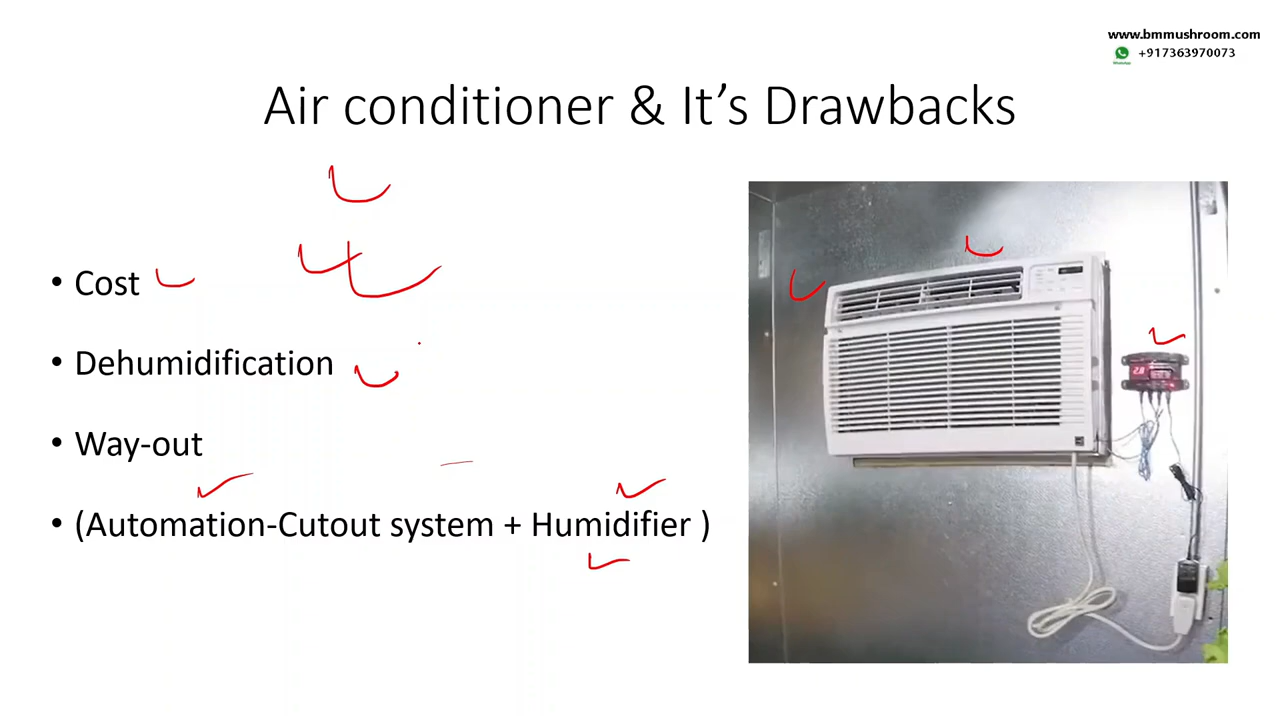 www.bmmushroom.com
+917363970073
Air conditioner & It’s Drawbacks
• Cost
• Dehumidification
• Way-out
• (Automation-Cutout system + Humidifier )